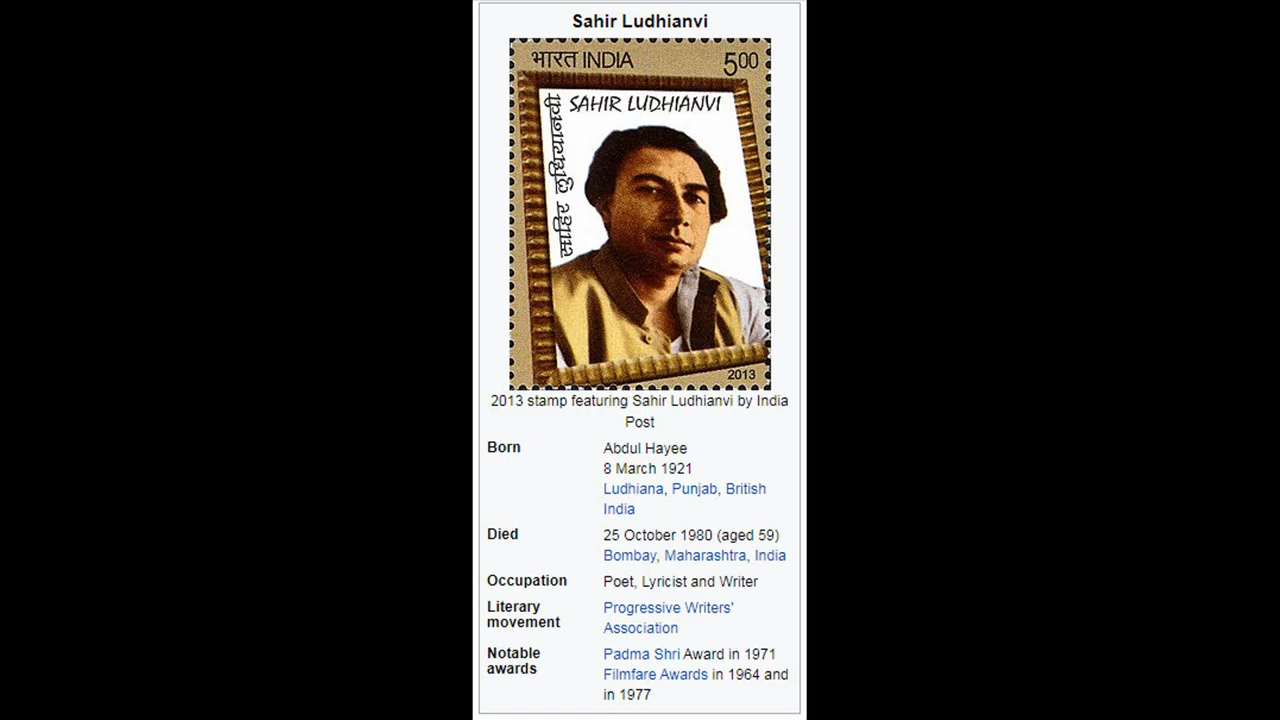 Sahir Ludhianvi
भारत INDIA 500
SAHIR LUDHIANVI
साहिर लुधियानवी
2013
2013 stamp featuring Sahir Ludhianvi by India
Post
Born Abdul Hayee
8 March 1921
Ludhiana, Punjab, British
India
Died 25 October 1980 (aged 59)
Bombay, Maharashtra, India
Occupation Poet, Lyricist and Writer
Literary movement Progressive Writers'
Association
Notable awards Padma Shri Award in 1971
Filmfare Awards in 1964 and
in 1977